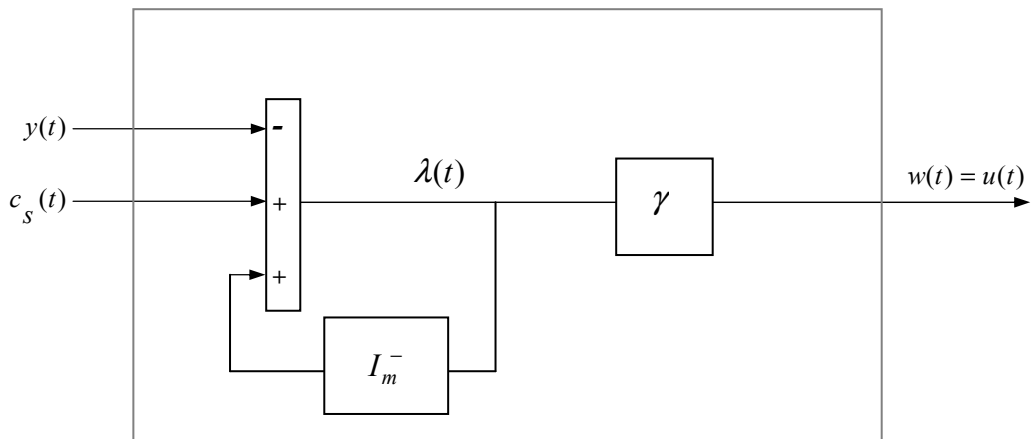 y(t)
-
λ(t)
w(t) = u(t)
c_s(t)
+
γ
+
I_m^-